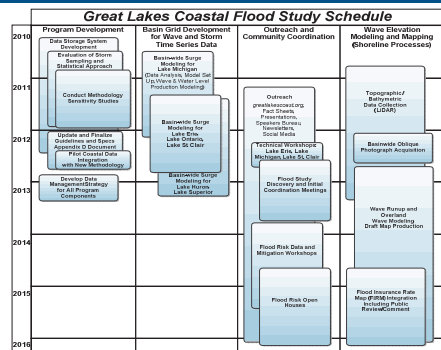 Great Lakes Coastal Flood Study Schedule
Program Development
Basin Grid Development
for Wave and Storm
Time Series Data
Outreach and
Community Coordination
Wave Elevation
Modeling and Mapping
(Shoreline Processes)
2010
2011
2012
2013
2014
2015
2016
Data Storage System
Development
Evaluation of Storm
Sampling and
Statistical Approach
Conduct Methodology
Sensitivity Studies
Update and Finalize
Guidelines and Specs
Appendix D Document
Pilot Coastal Data
Integration
with New Methodology
Develop Data
ManagementStrategy
for All Program
Components
Basin-wide Surge
Modeling for
Lake Michigan
(Data Analysis, Model Set
Up,Wave & Water Level
Production Modeling)
Basin-wide Surge
Modeling for
Lake Erie
Lake Ontario,
Lake St Clair
Basin-wide Surge
Modeling for
Lake Huron
Lake Superior
Outreach
greatlakescoast.org,
Fact Sheets,
Presentations,
Speakers Bureau,
Newsletters,
Social Media
Technical Workshops
Lake Erie, Lake
Michigan, Lake St. Clair
Flood Study
Discovery and Initial
Coordination Meetings
Flood Risk Data and
Mitigation Workshops
Flood Risk Open
Houses
Topographic/
Bathymetric
Data Collection
(LiDAR)
Basinwide Oblique
Photograph Acquisition
Wave Runup and
Overland
Wave Modeling
Draft Map Production
Flood Insurance Rate
Map (FIRM) Integration
Including Public
Review/Comment